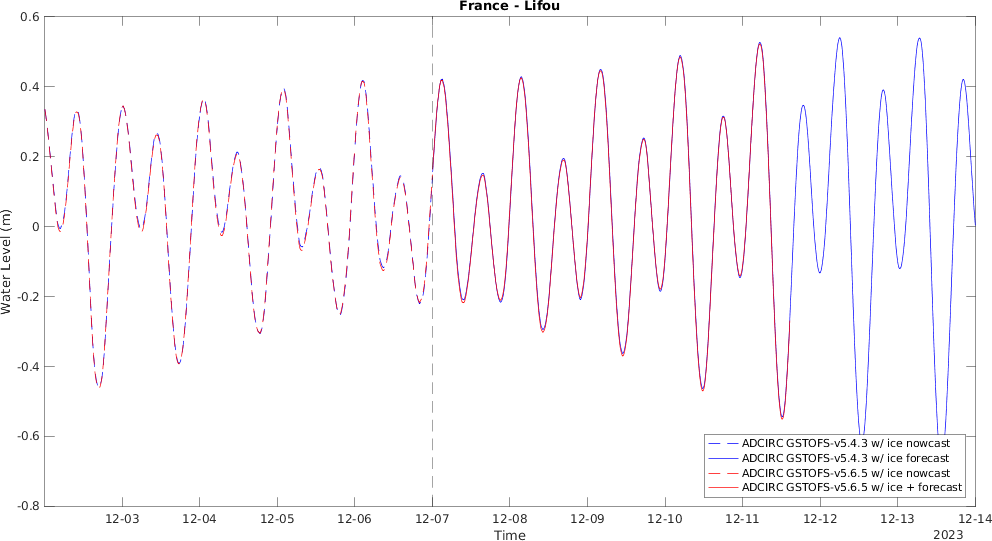 France - Lifou
Water Level (m)
0.6
0.4
0.2
0
-0.2
-0.4
-0.6
-0.8
12-03 12-04 12-05 12-06 12-07 12-08 12-09 12-10 12-11 12-12 12-13 12-14
Time
2023
ADCIRC GSTOFS-v5.4.3 w/ ice nowcast
ADCIRC GSTOFS-v5.4.3 w/ ice forecast
ADCIRC GSTOFS-v5.6.5 w/ ice nowcast
ADCIRC GSTOFS-v5.6.5 w/ ice + forecast